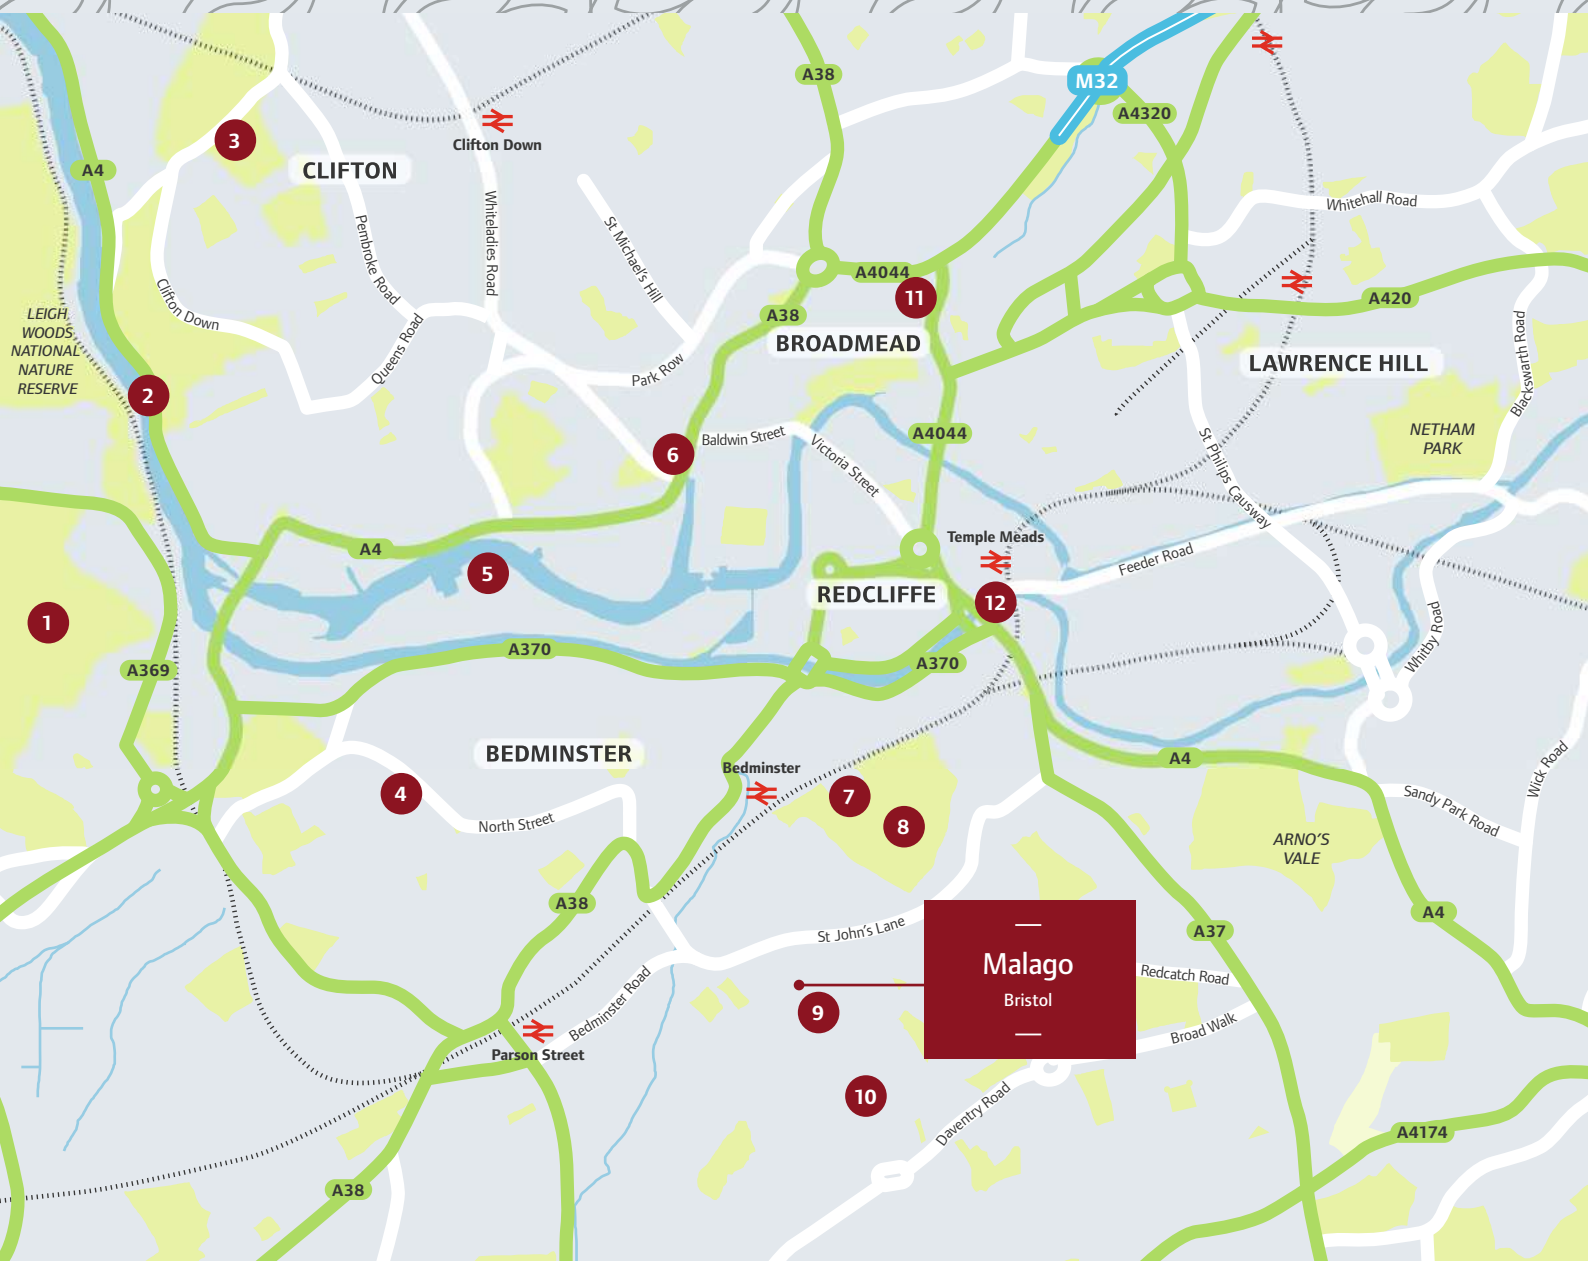 A38
M32
A4320
3
Clifton Down
CLIFTON
A4
Whiteladies Road
Pembroke Road
St Michael's Hill
Whitehall Road
A4044
11
A38
A420
Clifton Down
Queens Road
BROADMEAD
Park Row
LAWRENCE HILL
Blackswarth Road
LEIGH
WOODS
NATIONAL
NATURE
RESERVE
2
NETHAM
PARK
A4044
Baldwin Street
Victoria Street
6
St Philips Causway
A4
Temple Meads
Feeder Road
5
REDCLIFFE
12
1
Whitby Road
A370
A370
A369
BEDMINSTER
A4
Bedminster
Wick Road
4
7
8
North Street
Sandy Park Road
ARNO'S
VALE
A38
A4
St John's Lane
A37
Malago
Bristol
Redcatch Road
Bedminster Road
9
Broad Walk
Parson Street
10
Daventry Road
A4174
A38